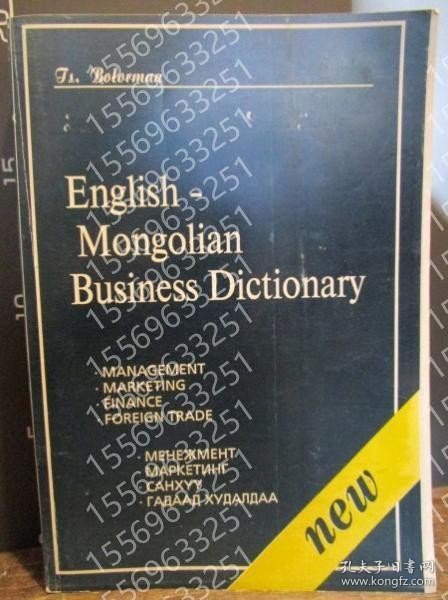 Ts. Bolormaa
English -
Mongolian
Business Dictionary
· MANAGEMENT
· MARKETING
· FINANCE
· FOREIGN TRADE
· МЕНЕЖМЕНТ
· МАРКЕТИНГ
· САНХҮҮ
· ГАДААД ХУДАЛДАА
new
15569633251
孔夫子旧书网
www.kongfz.com